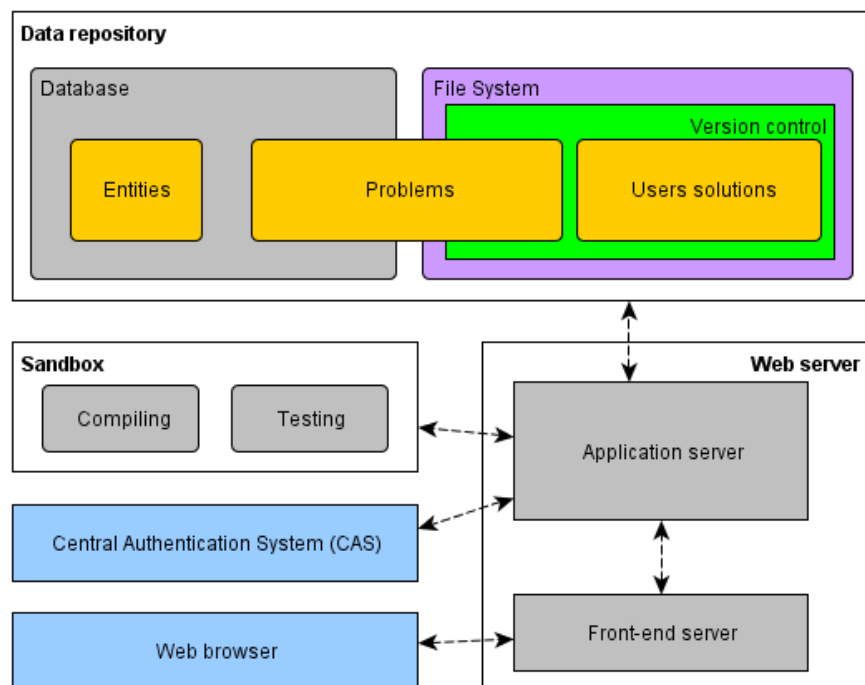 Data repository
Database
File System
Version control
Entities
Problems
Users solutions
Sandbox
Web server
Compiling
Testing
Application server
Central Authentication System (CAS)
Front-end server
Web browser